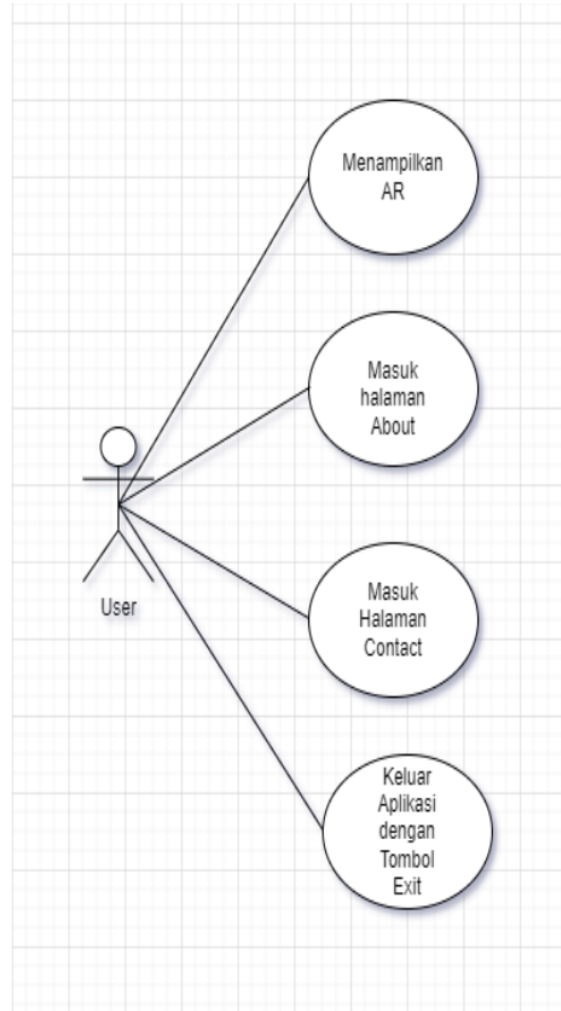 Menampilkan
AR
Masuk
halaman
About
User
Masuk
Halaman
Contact
Keluar
Aplikasi
dengan
Tombol
Exit